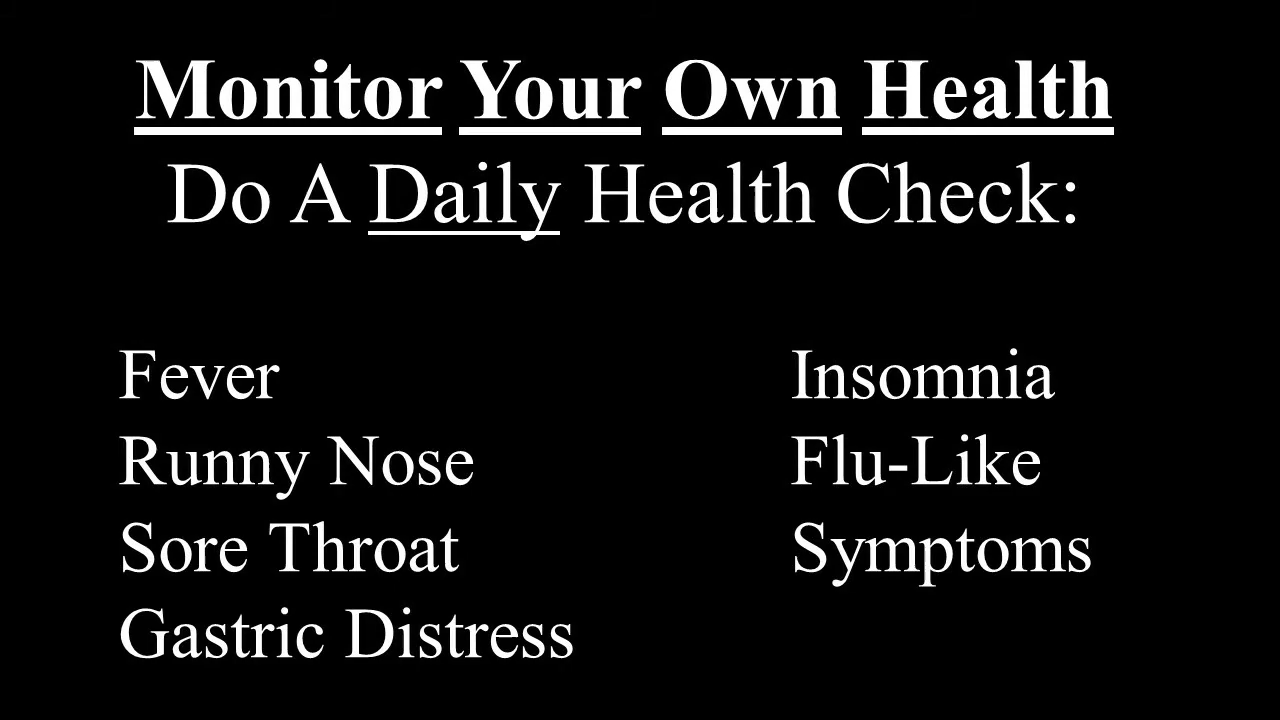 Monitor Your Own Health
Do A Daily Health Check:
Fever
Runny Nose
Sore Throat
Gastric Distress
Insomnia
Flu-Like
Symptoms